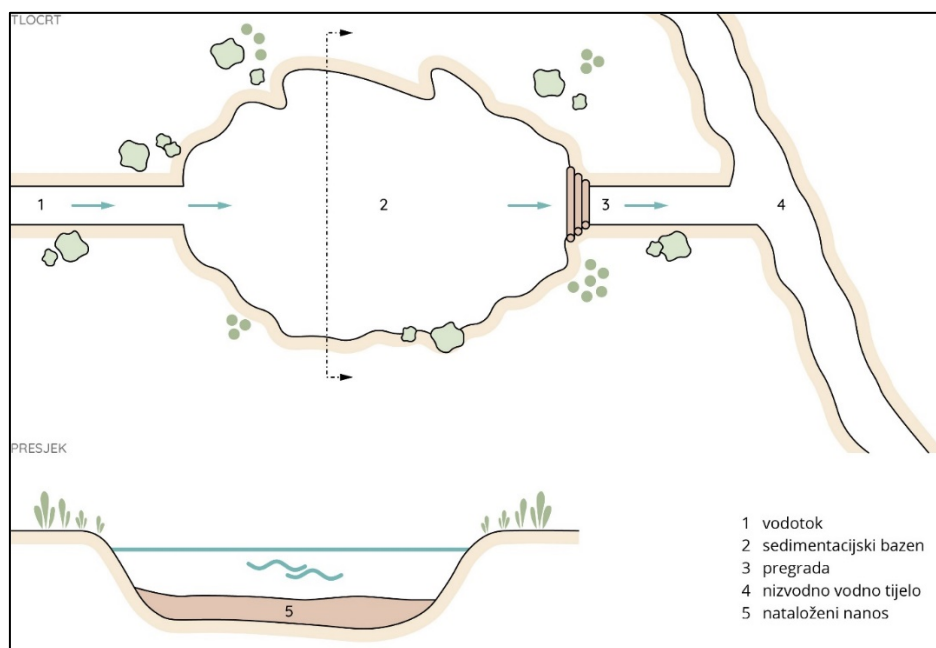 TLOCRT
1
2
3
4
PRESJEK
5
1 vodotok
2 sedimentacijski bazen
3 pregrada
4 nizvodno vodno tijelo
5 nataloženi nanos